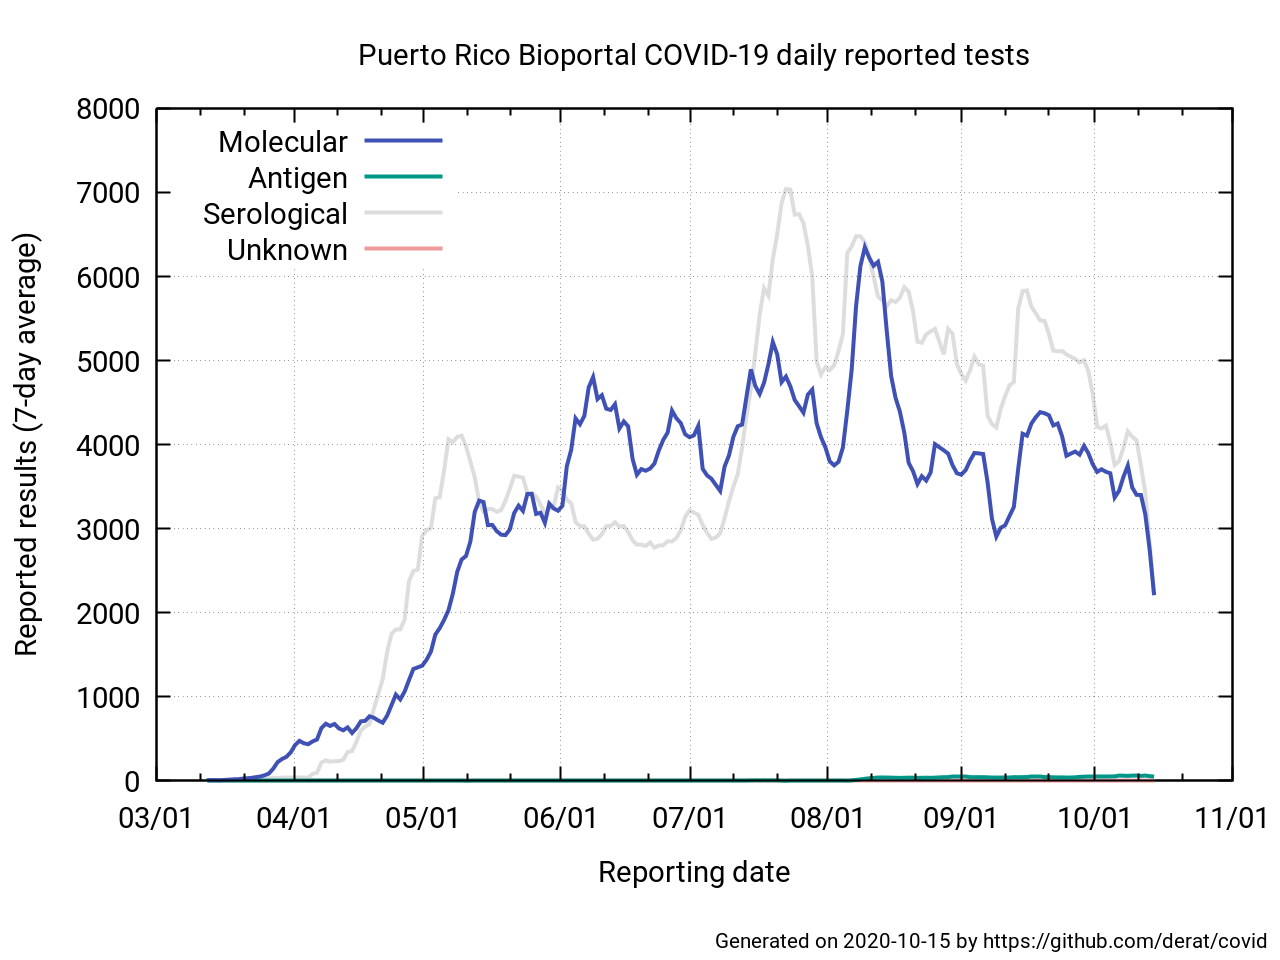 Puerto Rico Bioportal COVID-19 daily reported tests
8000
7000
6000
5000
4000
3000
2000
1000
0
Reported results (7-day average)
Molecular
Antigen
Serological
Unknown
03/01 04/01 05/01 06/01 07/01 08/01 09/01 10/01 11/01
Reporting date
Generated on 2020-10-15 by https://github.com/derat/covid